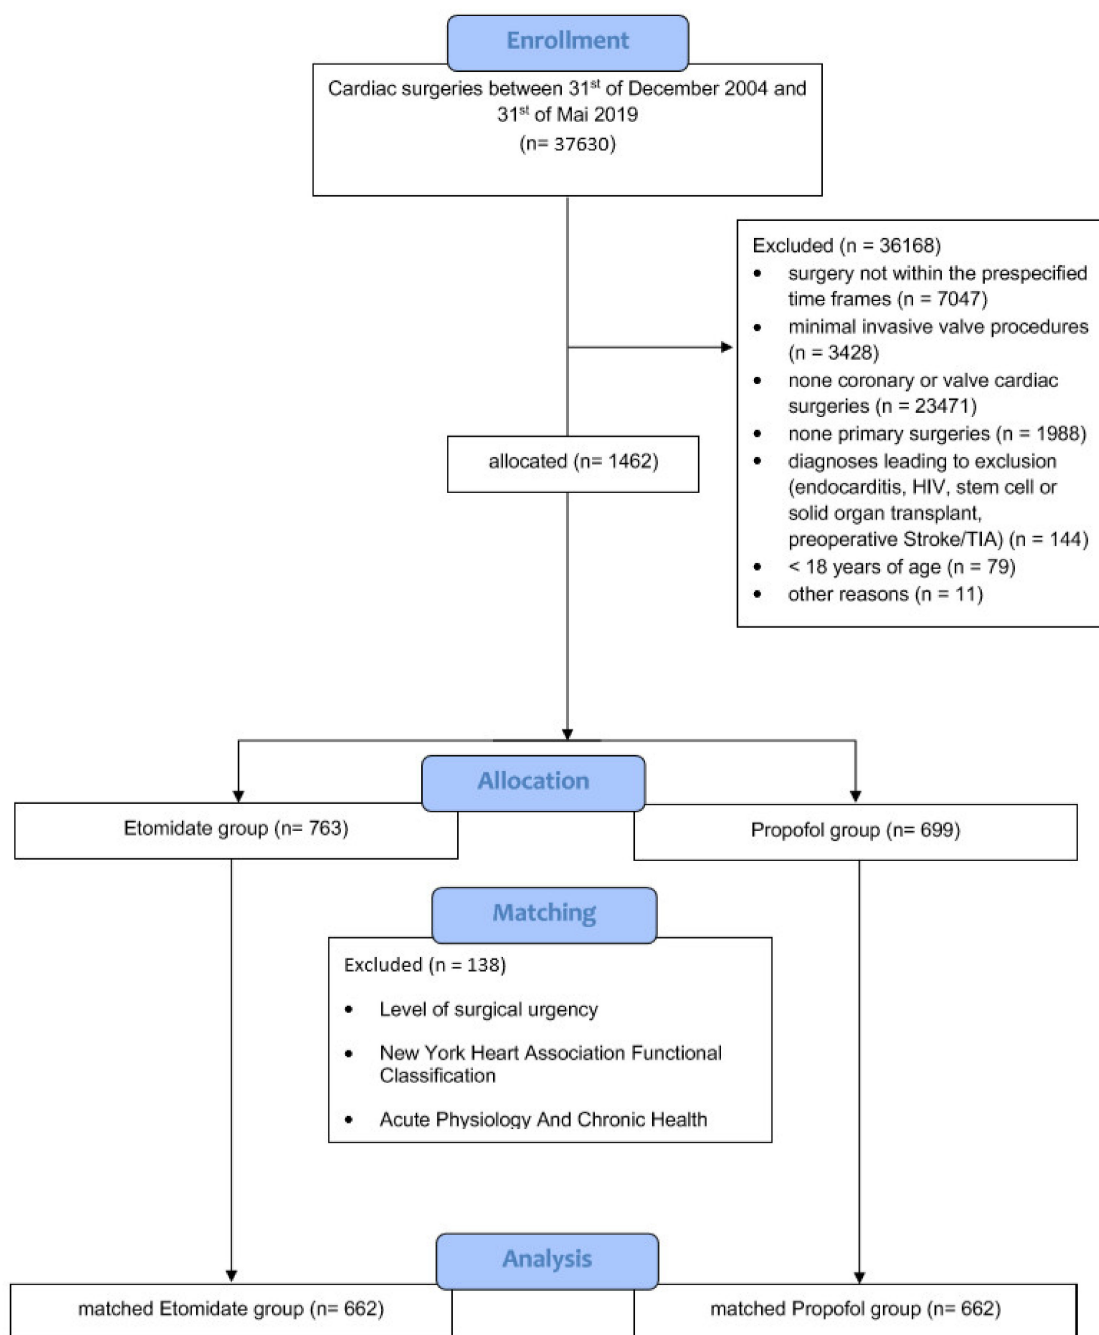 Enrollment
Cardiac surgeries between 31st of December 2004 and
31st of Mai 2019
(n= 37630)
Excluded (n = 36168)
• surgery not within the prespecified
time frames (n = 7047)
• minimal invasive valve procedures
(n = 3428)
• none coronary or valve cardiac
surgeries (n = 23471)
• none primary surgeries (n = 1988)
• diagnoses leading to exclusion
(endocarditis, HIV, stem cell or
solid organ transplant,
preoperative Stroke/TIA) (n = 144)
• < 18 years of age (n = 79)
• other reasons (n = 11)
allocated (n= 1462)
Allocation
Etomidate group (n= 763)
Propofol group (n= 699)
Matching
Excluded (n = 138)
• Level of surgical urgency
• New York Heart Association Functional
Classification
• Acute Physiology And Chronic Health
Analysis
matched Etomidate group (n= 662)
matched Propofol group (n= 662)